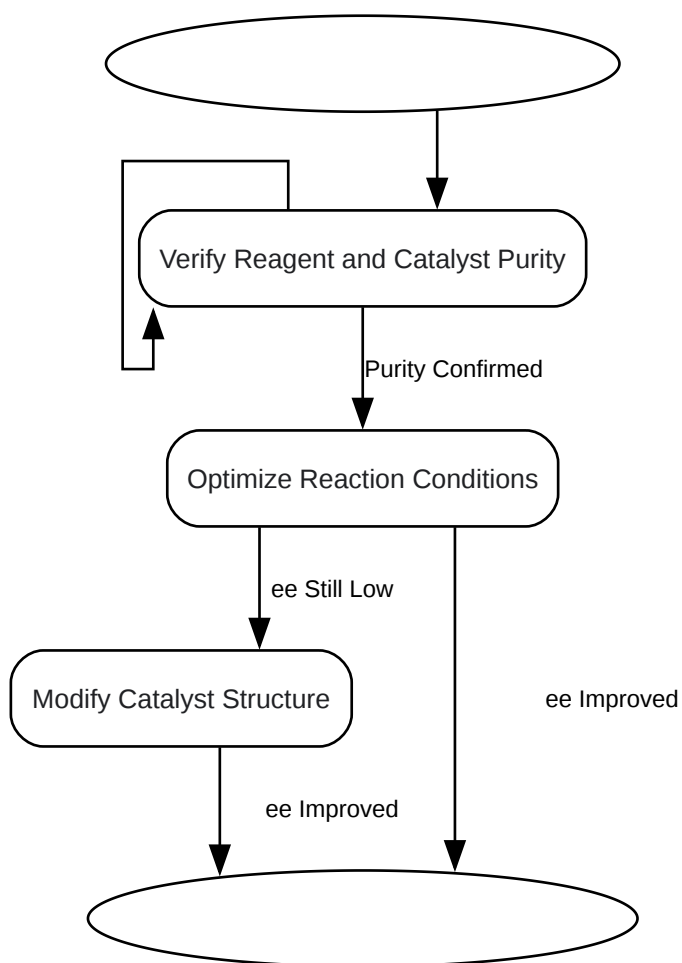 Verify Reagent and Catalyst Purity
Purity Confirmed
Optimize Reaction Conditions
ee Still Low
Modify Catalyst Structure
ee Improved
ee Improved